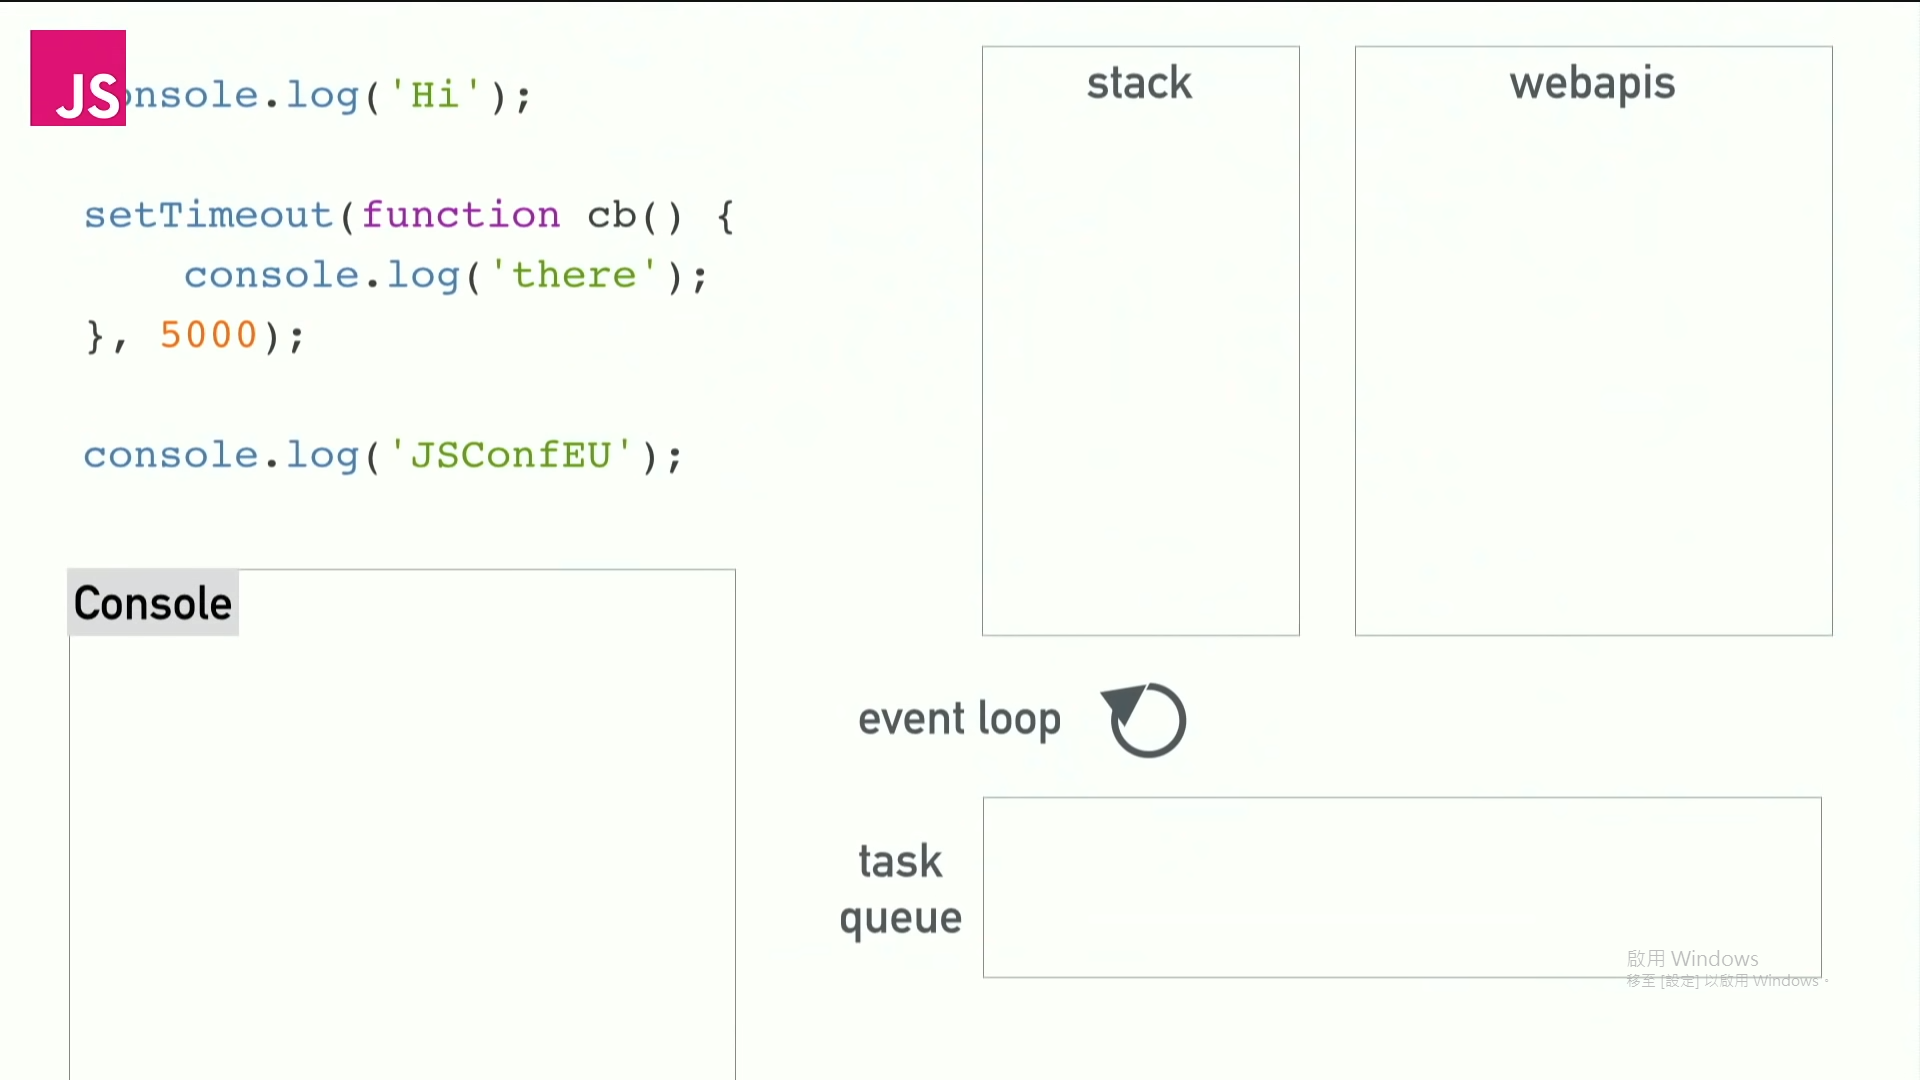 JS
onsole.log('Hi');
setTimeout(function cb() {
    console.log('there');
}, 5000);
console.log('JSConfEU');
Console
stack
webapis
event loop
task
queue
啟用 Windows
移至 [設定] 以啟用 Windows。